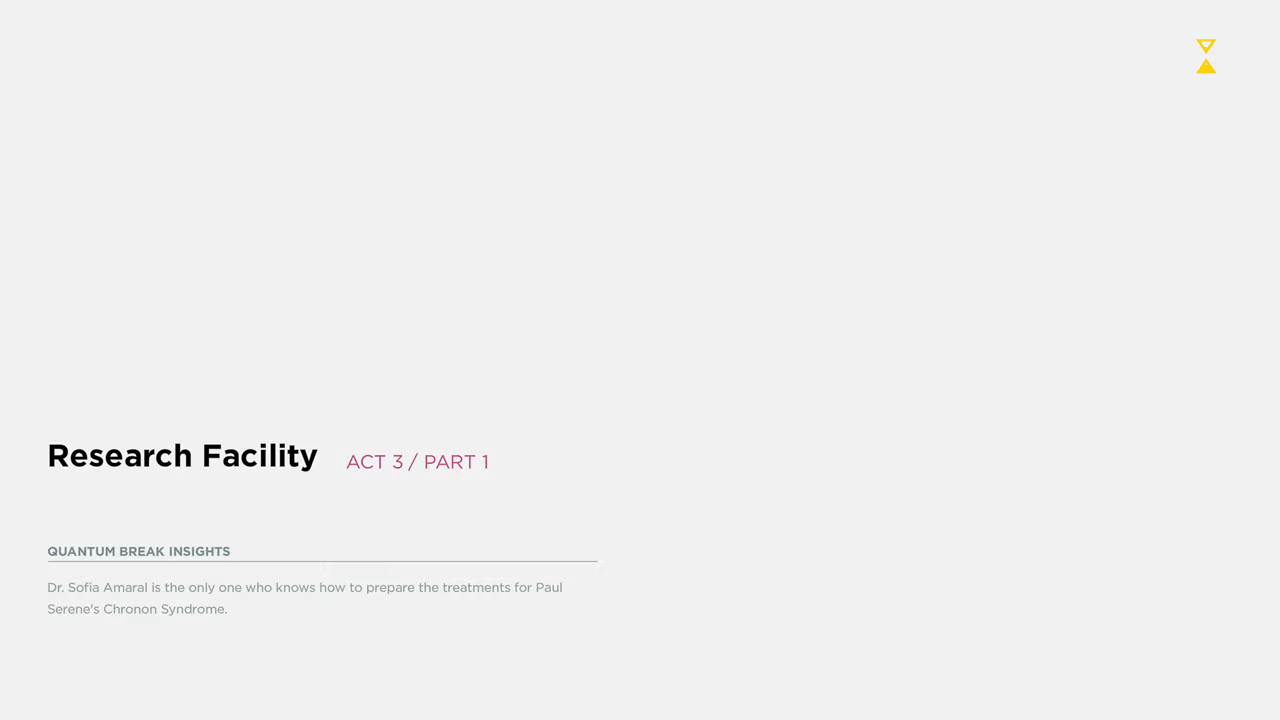 Research Facility ACT 3 / PART 1
QUANTUM BREAK INSIGHTS
Dr. Sofia Amaral is the only one who knows how to prepare the treatments for Paul
Serene's Chronon Syndrome.